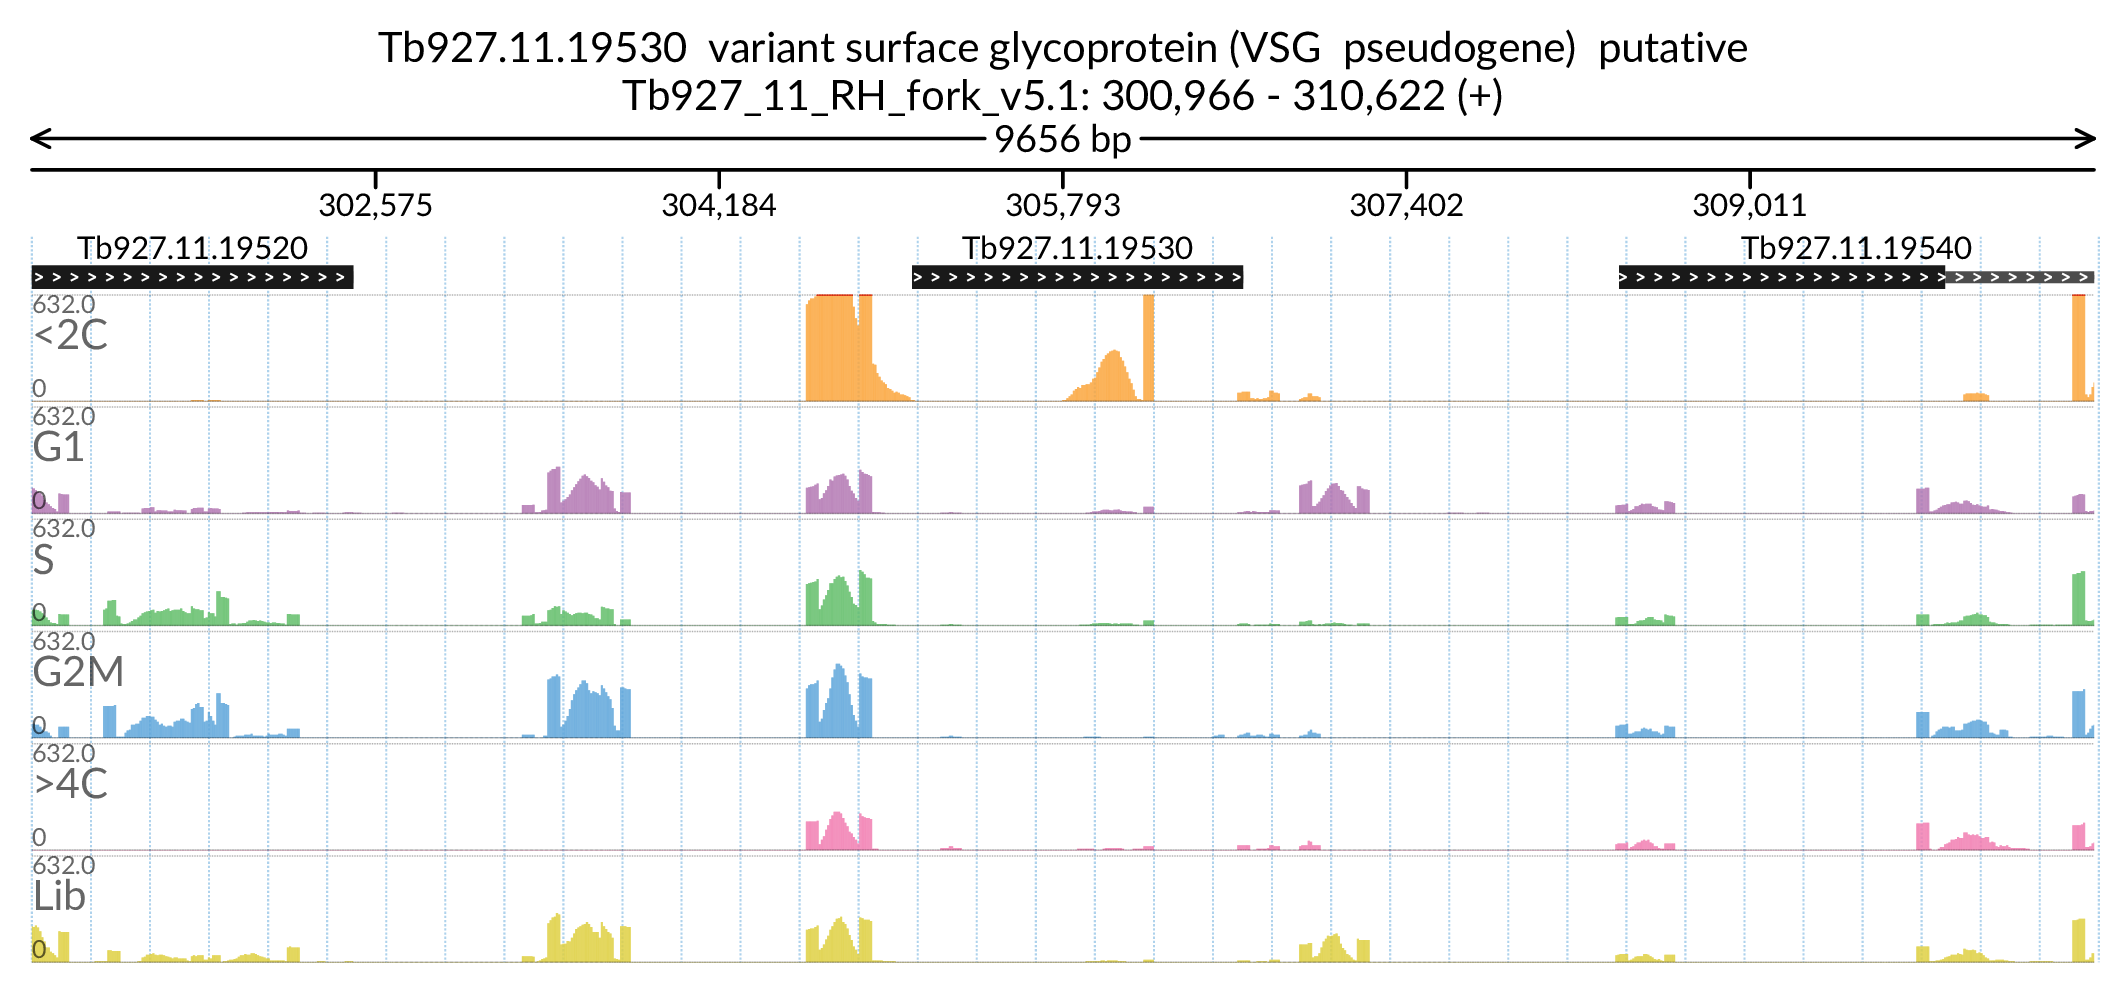 Tb927.11.19530 variant surface glycoprotein (VSG pseudogene) putative
Tb927_11_RH_fork_v5.1: 300,966 - 310,622 (+)
9656 bp
302,575 304,184 305,793 307,402 309,011
Tb927.11.19520 Tb927.11.19530 Tb927.11.19540
632.0
<2C
0
632.0
G1
0
632.0
S
0
632.0
G2M
0
632.0
>4C
0
632.0
Lib
0